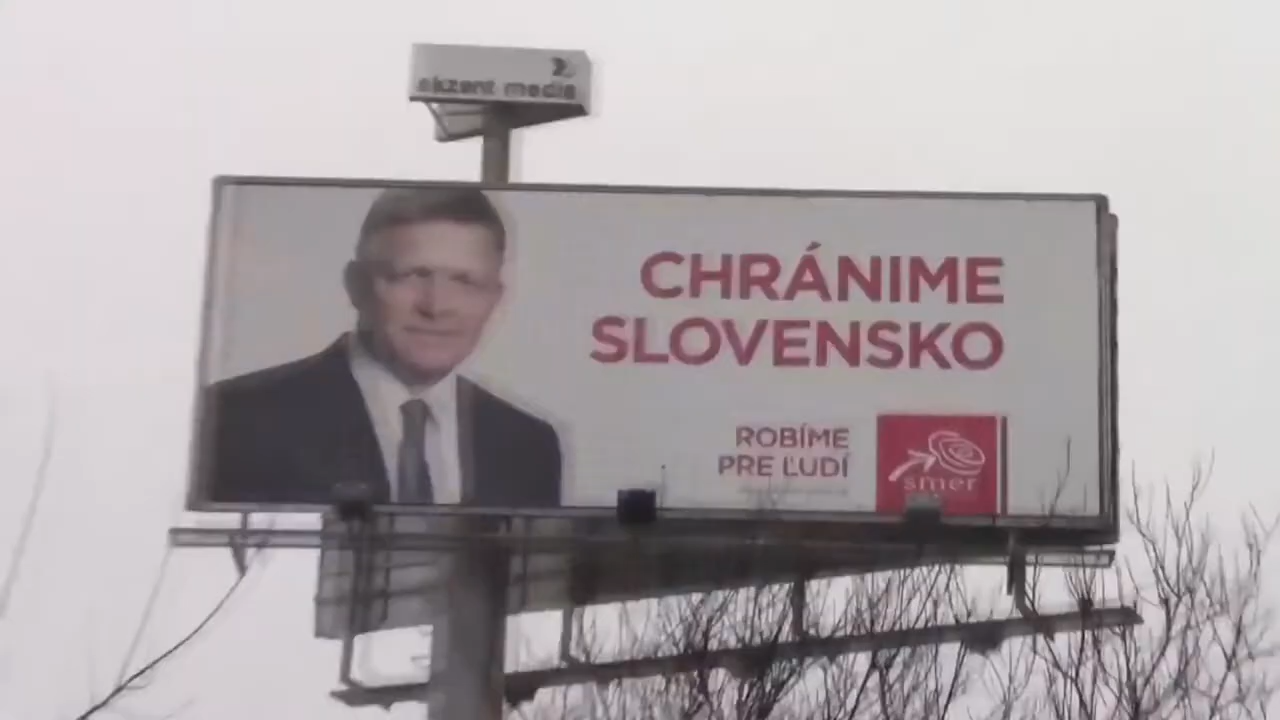 akzent media
CHRÁNIME
SLOVENSKO
ROBÍME
PRE ĽUDÍ
smer